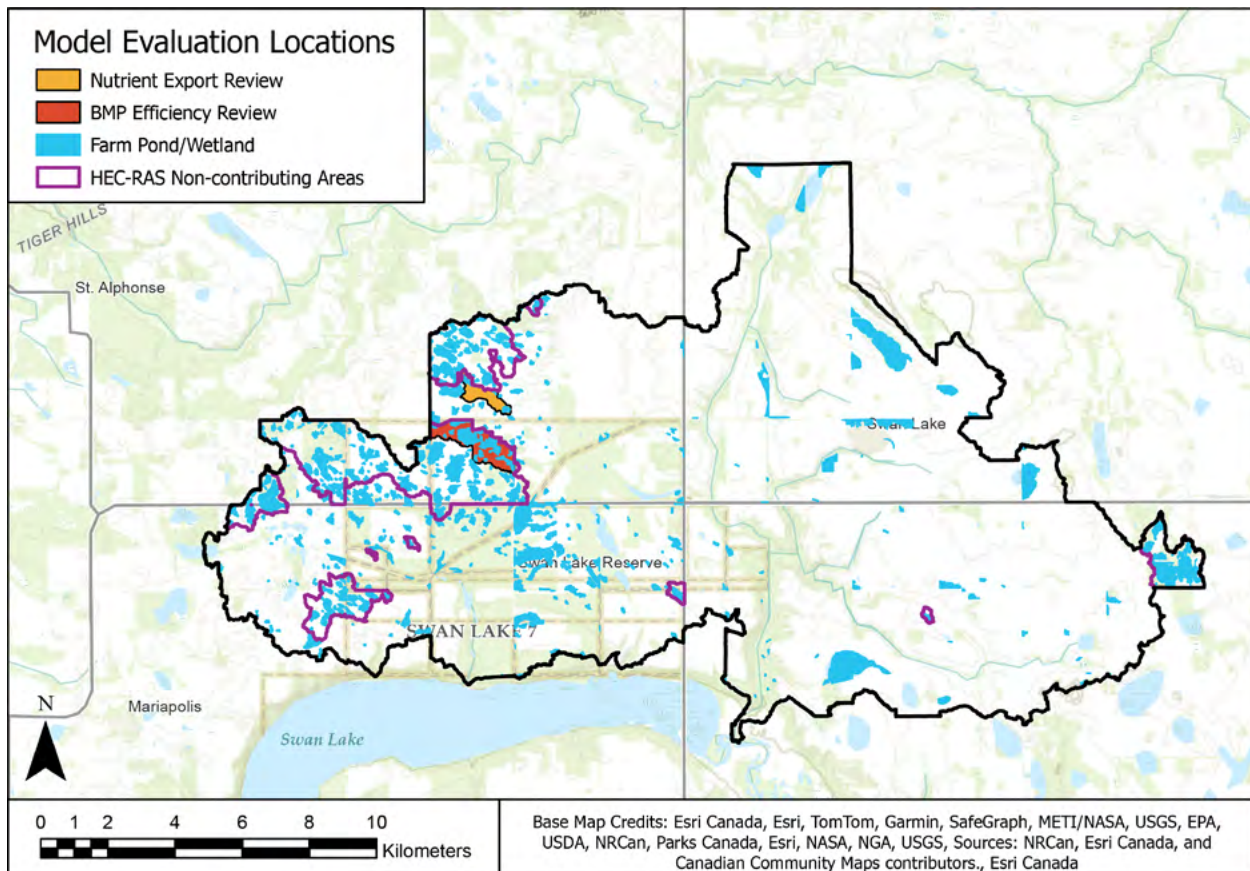 Model Evaluation Locations
Nutrient Export Review
BMP Efficiency Review
Farm Pond/Wetland
HEC-RAS Non-contributing Areas
TIGER HILLS
St. Alphonse
Swan Lake
Swan Lake Reserve
SWAN LAKE 7
Mariapolis
Swan Lake
N
0 1 2 4 6 8 10
Kilometers
Base Map Credits: Esri Canada, Esri, TomTom, Garmin, SafeGraph, METI/NASA, USGS, EPA,
USDA, NRCan, Parks Canada, Esri, NASA, NGA, USGS, Sources: NRCan, Esri Canada, and
Canadian Community Maps contributors., Esri Canada